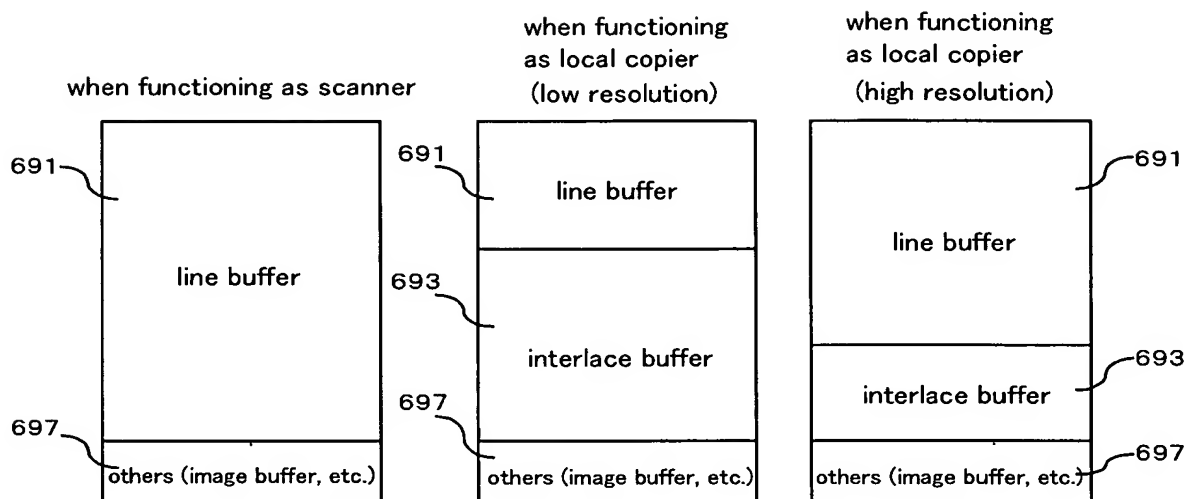 when functioning as scanner
691
line buffer
697
others (image buffer, etc.)
when functioning
as local copier
(low resolution)
691
line buffer
693
interlace buffer
697
others (image buffer, etc.)
when functioning
as local copier
(high resolution)
691
line buffer
693
interlace buffer
697
others (image buffer, etc.)